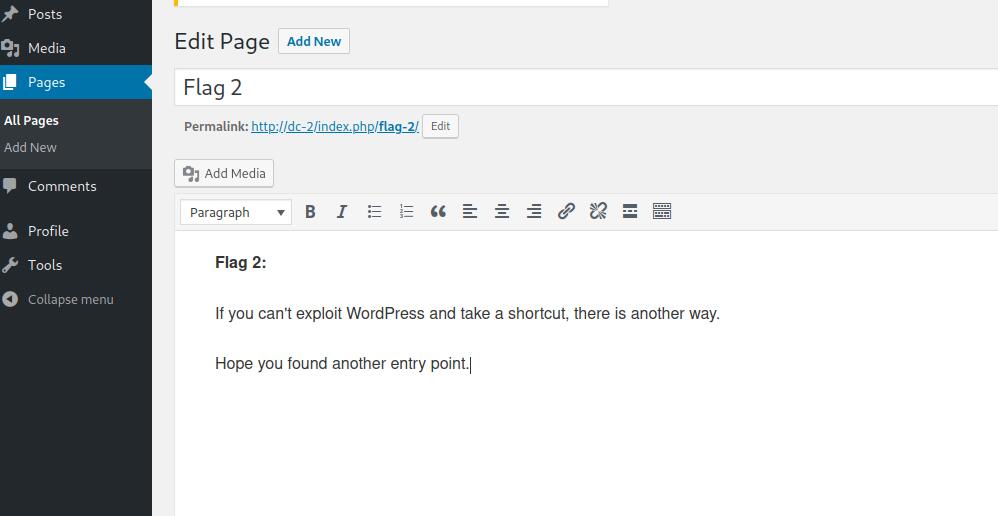 Posts
Media
Pages
All Pages
Add New
Comments
Profile
Tools
Collapse menu
Edit Page Add New
Flag 2
Permalink: http://dc-2/index.php/flag-2/ Edit
Add Media
Paragraph B I
Flag 2:
If you can't exploit WordPress and take a shortcut, there is another way.
Hope you found another entry point.